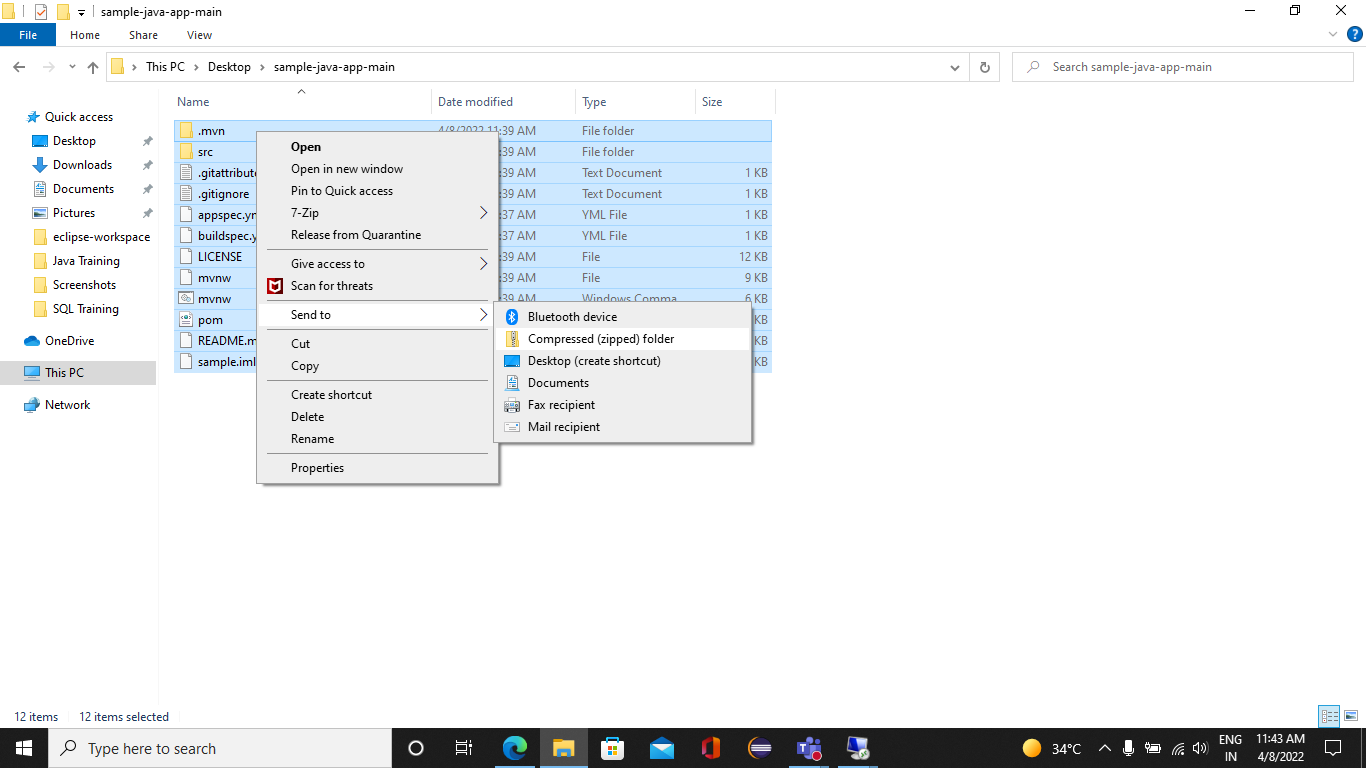 sample-java-app-main
File Home Share View
This PC Desktop sample-java-app-main
Search sample-java-app-main
Name Date modified Type Size
Quick access
Desktop
Downloads
Documents
Pictures
eclipse-workspace
Java Training
Screenshots
SQL Training
OneDrive
This PC
Network
.mvn 4/8/2022 11:39 AM File folder
src :39 AM File folder
.gitattribut :39 AM Text Document 1 KB
.gitignore :39 AM Text Document 1 KB
appspec.ym :37 AM YML File 1 KB
buildspec.y :37 AM YML File 1 KB
LICENSE :39 AM File 12 KB
mvnw :39 AM File 9 KB
mvnw :39 AM Windows Comma... 6 KB
pom KB
README.m KB
sample.iml KB
Open
Open in new window
Pin to Quick access
7-Zip
Release from Quarantine
Give access to
Scan for threats
Send to
Cut
Copy
Create shortcut
Delete
Rename
Properties
Bluetooth device
Compressed (zipped) folder
Desktop (create shortcut)
Documents
Fax recipient
Mail recipient
12 items 12 items selected
Type here to search
34°C
ENG
IN
11:43 AM
4/8/2022